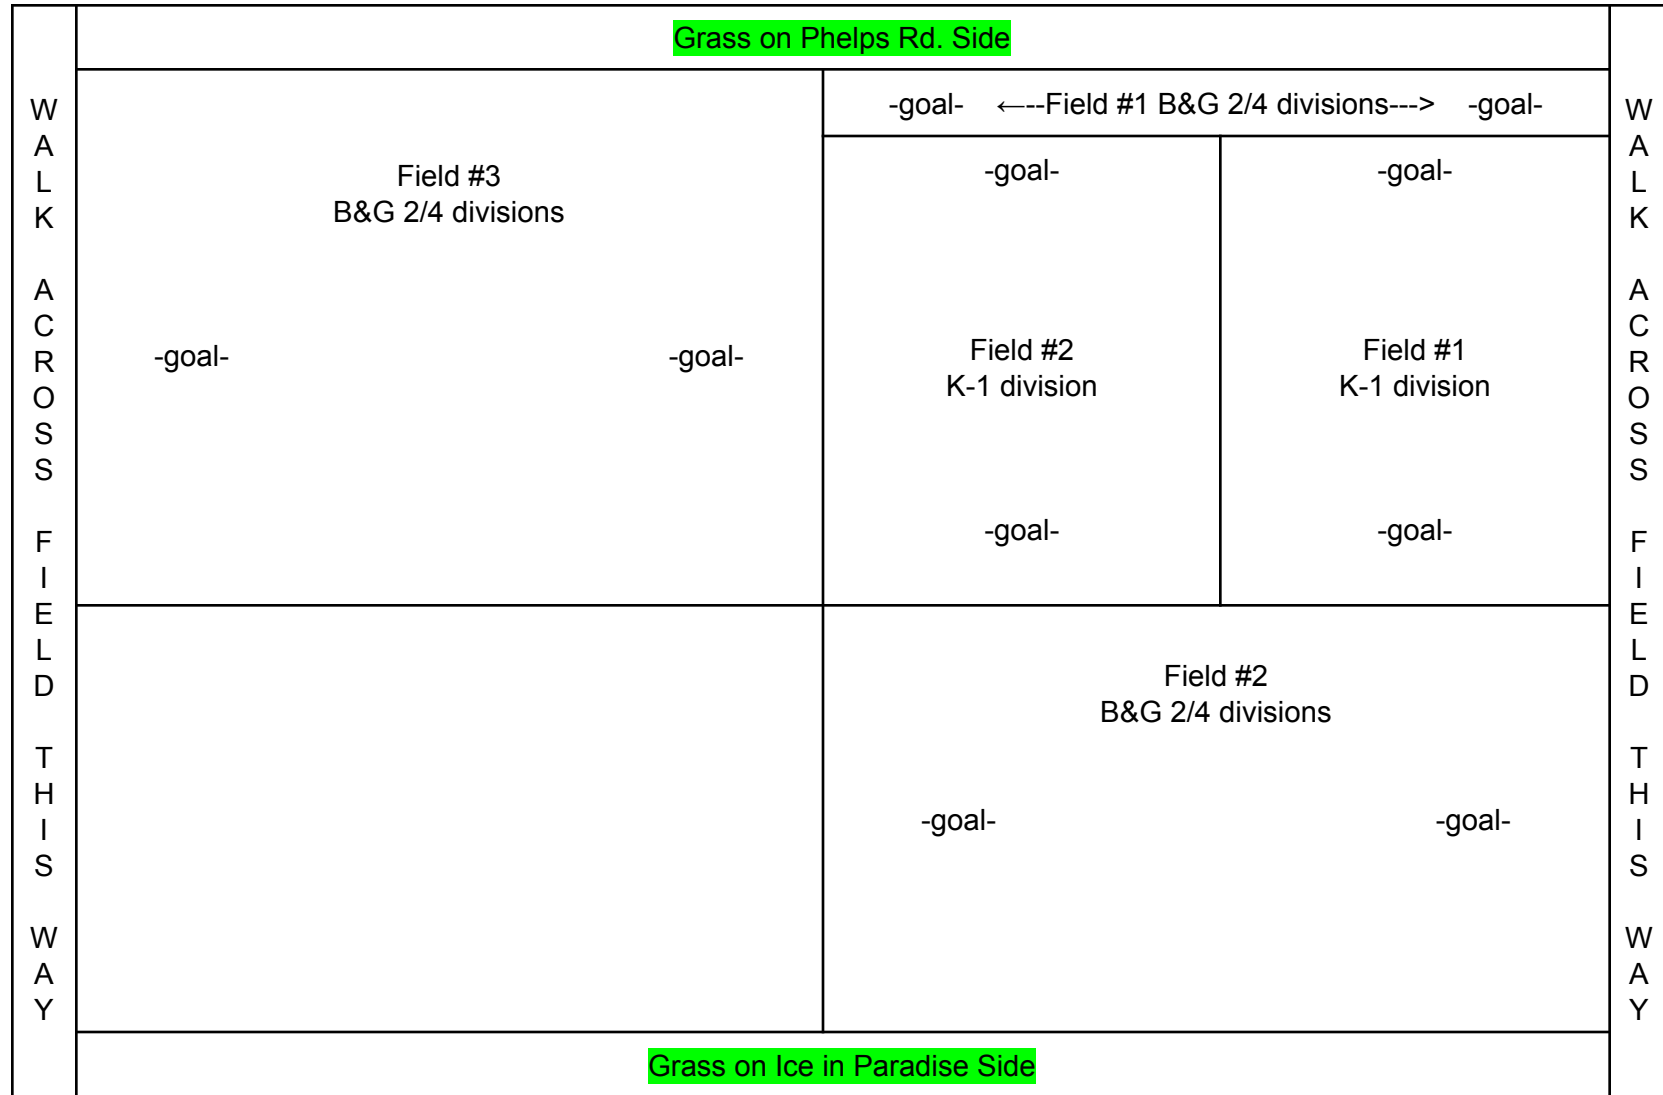 Grass on Phelps Rd. Side
WALK ACROSS FIELD THIS WAY
-goal- ←--Field #1 B&G 2/4 divisions---> -goal-
Field #3
B&G 2/4 divisions
-goal- -goal-
-goal-
Field #2
K-1 division
-goal-
-goal-
Field #1
K-1 division
-goal-
Field #2
B&G 2/4 divisions
-goal- -goal-
WALK ACROSS FIELD THIS WAY
Grass on Ice in Paradise Side